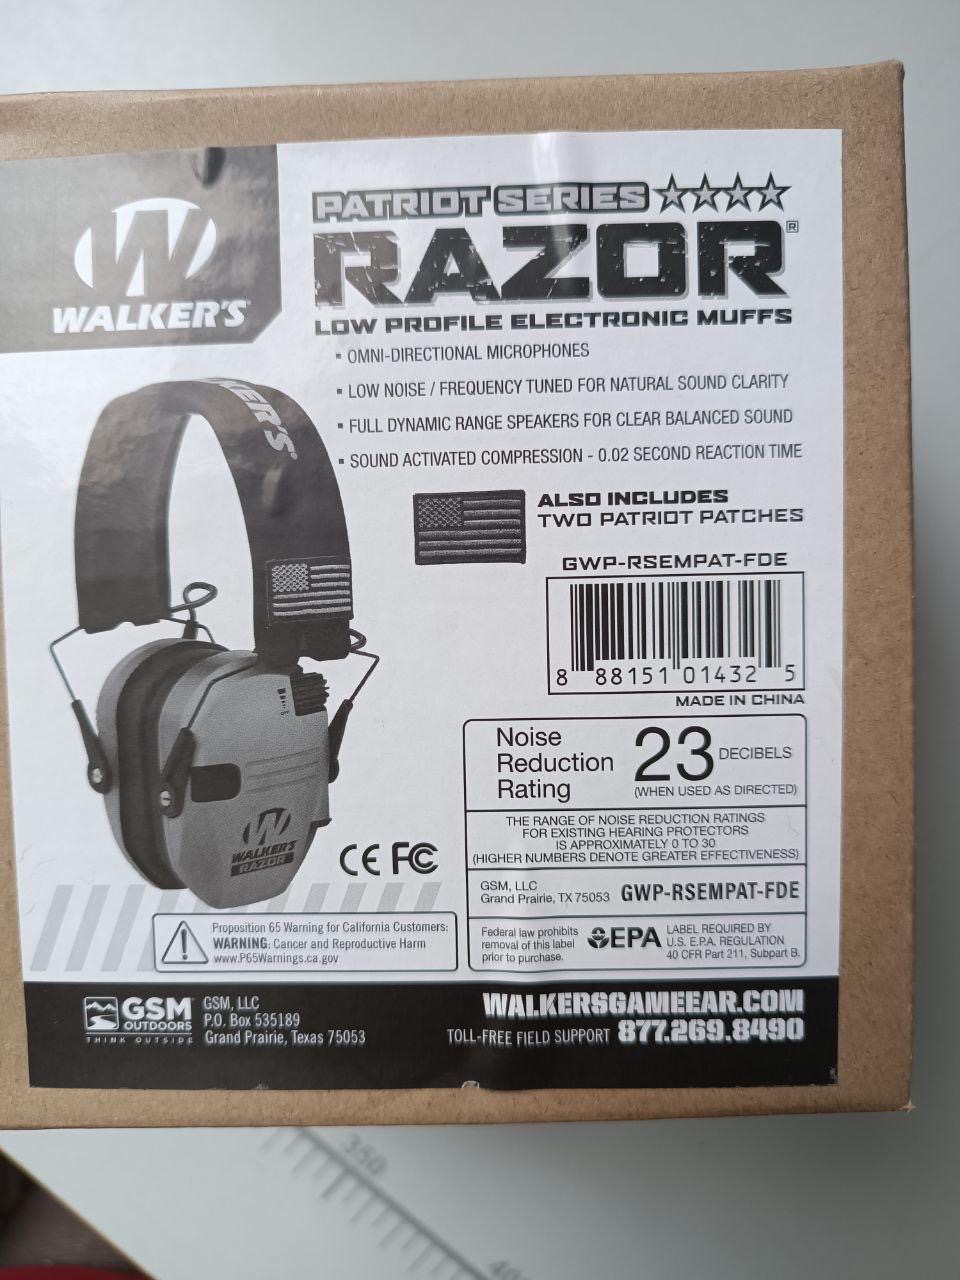 WALKER'S
PATRIOT SERIES
RAZOR®
LOW PROFILE ELECTRONIC MUFFS
▪ OMNI-DIRECTIONAL MICROPHONES
▪ LOW NOISE / FREQUENCY TUNED FOR NATURAL SOUND CLARITY
▪ FULL DYNAMIC RANGE SPEAKERS FOR CLEAR BALANCED SOUND
▪ SOUND ACTIVATED COMPRESSION - 0.02 SECOND REACTION TIME
KER'S
ALSO INCLUDES
TWO PATRIOT PATCHES
GWP-RSEMPAT-FDE
8 88151 01432 5
MADE IN CHINA
Noise
Reduction
Rating
23 DECIBELS
(WHEN USED AS DIRECTED)
THE RANGE OF NOISE REDUCTION RATINGS
FOR EXISTING HEARING PROTECTORS
IS APPROXIMATELY 0 TO 30
(HIGHER NUMBERS DENOTE GREATER EFFECTIVENESS)
GSM, LLC
Grand Prairie, TX 75053 GWP-RSEMPAT-FDE
Federal law prohibits
removal of this label
prior to purchase.
EPA
LABEL REQUIRED BY
U.S. E.P.A. REGULATION
40 CFR Part 211, Subpart B.
OFF
WALKER'S
RAZOR
CE FC
Proposition 65 Warning for California Customers:
WARNING: Cancer and Reproductive Harm
www.P65Warnings.ca.gov
GSM
OUTDOORS
THINK OUTSIDE
GSM, LLC
P.O. Box 535189
Grand Prairie, Texas 75053
WALKERSGAMEEAR.COM
TOLL-FREE FIELD SUPPORT 877.269.8490
350